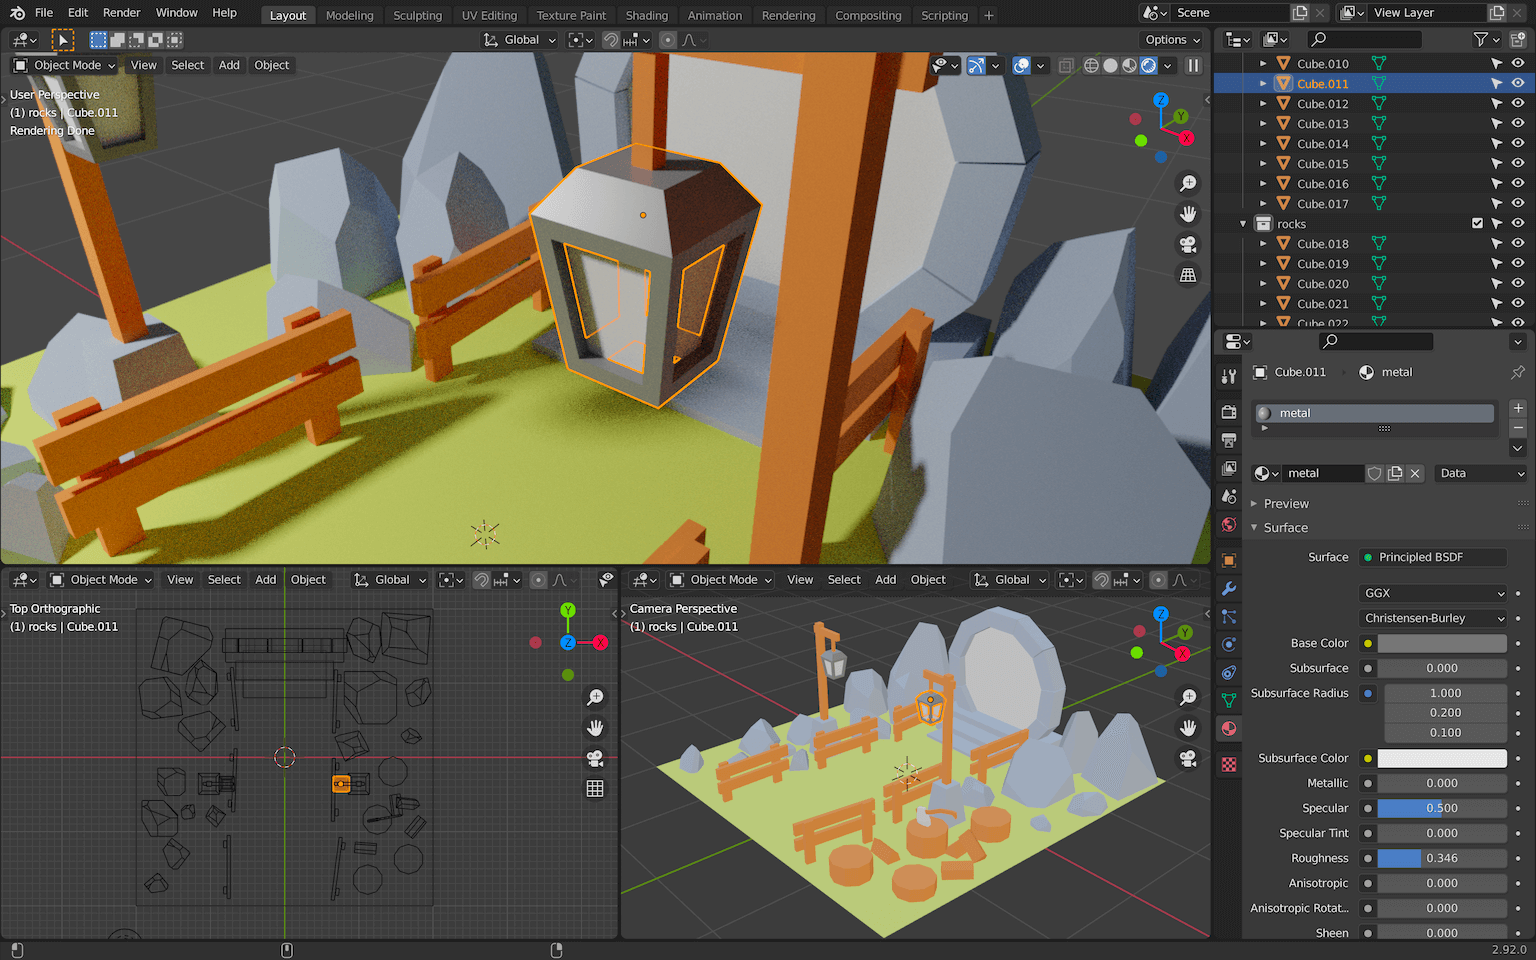 File Edit Render Window Help Layout Modeling Sculpting UV Editing Texture Paint Shading Animation Rendering Compositing Scripting + Scene View Layer
Global Options
Object Mode View Select Add Object
User Perspective
(1) rocks | Cube.011
Rendering Done
Z
Y
X
Cube.010
Cube.011
Cube.012
Cube.013
Cube.014
Cube.015
Cube.016
Cube.017
rocks
Cube.018
Cube.019
Cube.020
Cube.021
Cube.022
Cube.011 metal
metal
metal Data
Preview
Surface
Surface Principled BSDF
GGX
Christensen-Burley
Base Color
Subsurface 0.000
Subsurface Radius 1.000
0.200
0.100
Subsurface Color
Metallic 0.000
Specular 0.500
Specular Tint 0.000
Roughness 0.346
Anisotropic 0.000
Anisotropic Rotat... 0.000
Sheen 0.000
Object Mode View Select Add Object Global
Top Orthographic
(1) rocks | Cube.011
Y
Z X
Object Mode View Select Add Object Global
Camera Perspective
(1) rocks | Cube.011
Z
Y
X
2.92.0